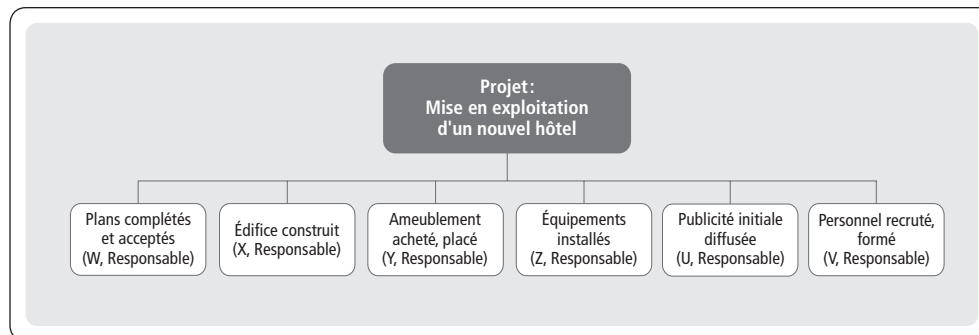 Projet :
Mise en exploitation
d'un nouvel hôtel
Plans complétés
et acceptés
(W, Responsable)
Édifice construit
(X, Responsable)
Ameublement
acheté, placé
(Y, Responsable)
Équipements
installés
(Z, Responsable)
Publicité initiale
diffusée
(U, Responsable)
Personnel recruté,
formé
(V, Responsable)